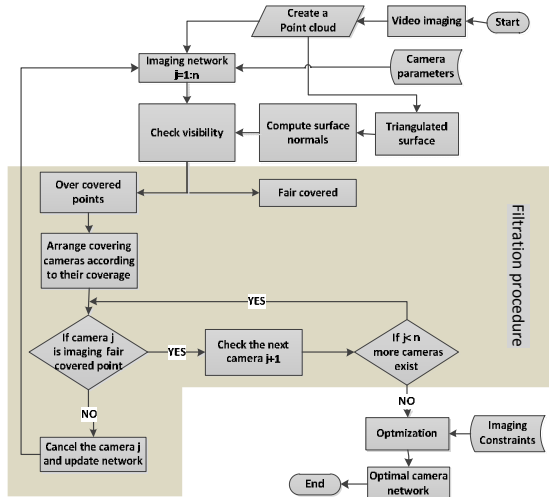 Create a
Point cloud
Video imaging
Start
Imaging network
j=1:n
Camera
parameters
Check visibility
Compute surface
normals
Triangulated
surface
Over covered
points
Fair covered
Filtration procedure
Arrange covering
cameras according
to their coverage
YES
If camera j
is imaging fair
covered point
YES
Check the next
camera j+1
If j< n
more cameras
exist
NO
NO
Cancel the camera j
and update network
Optmization
Imaging
Constraints
End
Optimal camera
network